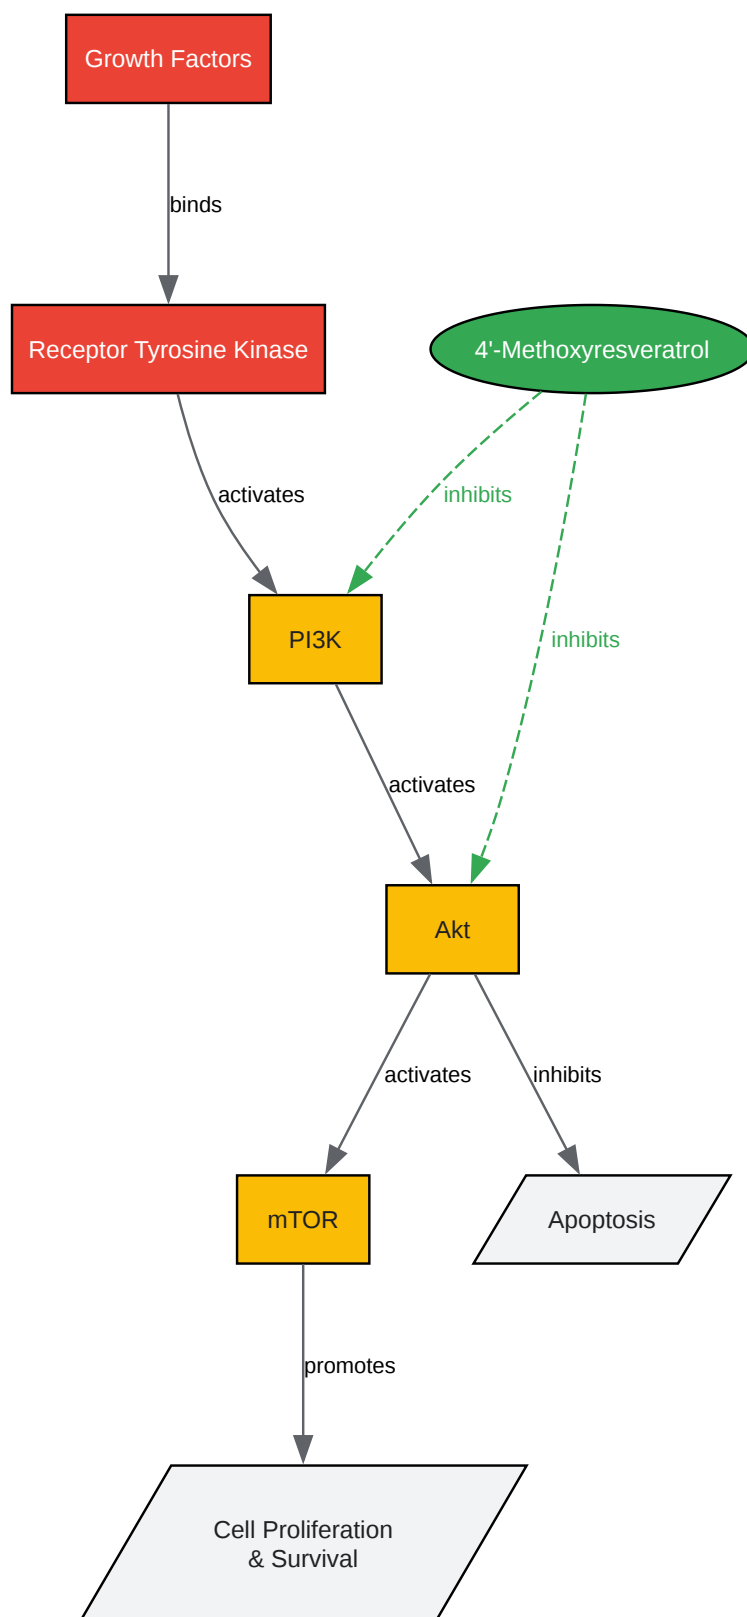 Growth Factors
binds
Receptor Tyrosine Kinase
4'-Methoxyresveratrol
activates
inhibits
PI3K
inhibits
activates
Akt
activates
inhibits
mTOR
Apoptosis
promotes
Cell Proliferation
& Survival